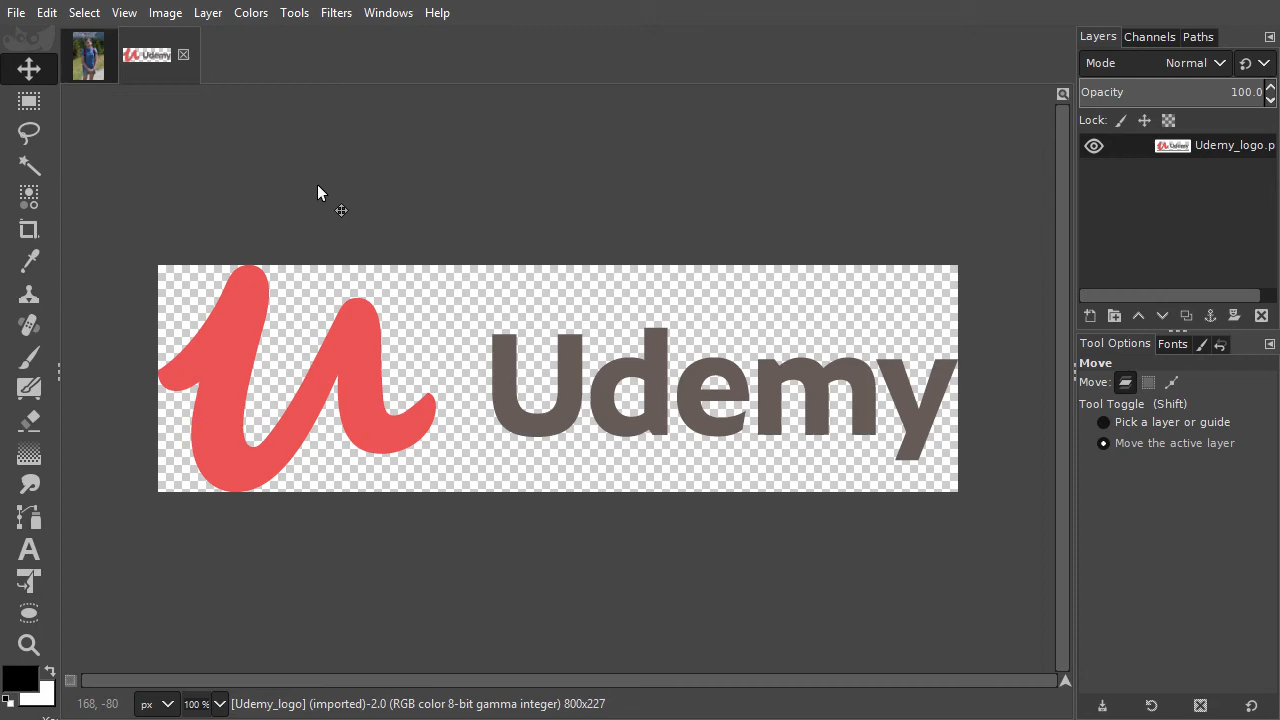 File Edit Select View Image Layer Colors Tools Filters Windows Help
Udemy
Layers Channels Paths
Mode Normal
Opacity 100.0
Lock:
Udemy_logo.p
Udemy
Tool Options Fonts
Move
Move:
Tool Toggle (Shift)
Pick a layer or guide
Move the active layer
168, -80 px 100 % [Udemy_logo] (imported)-2.0 (RGB color 8-bit gamma integer) 800x227